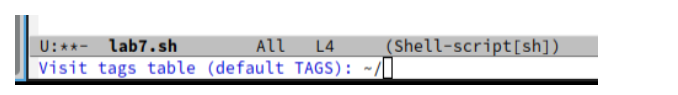 U:**-  lab7.sh        All   L4     (Shell-script[sh])
Visit tags table (default TAGS): ~/